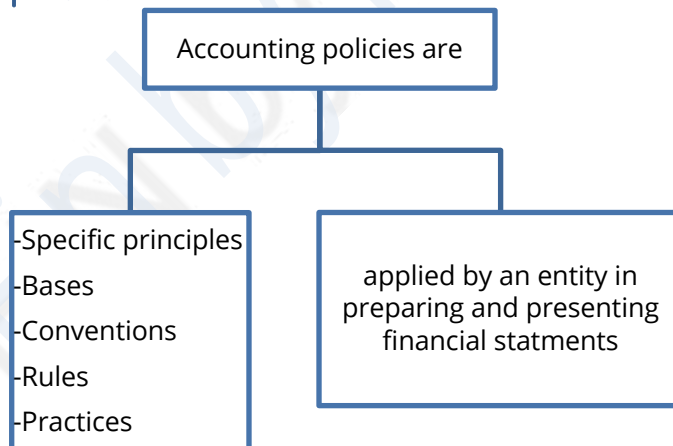 Accounting policies are
-Specific principles
-Bases
-Conventions
-Rules
-Practices
applied by an entity in
preparing and presenting
financial statments